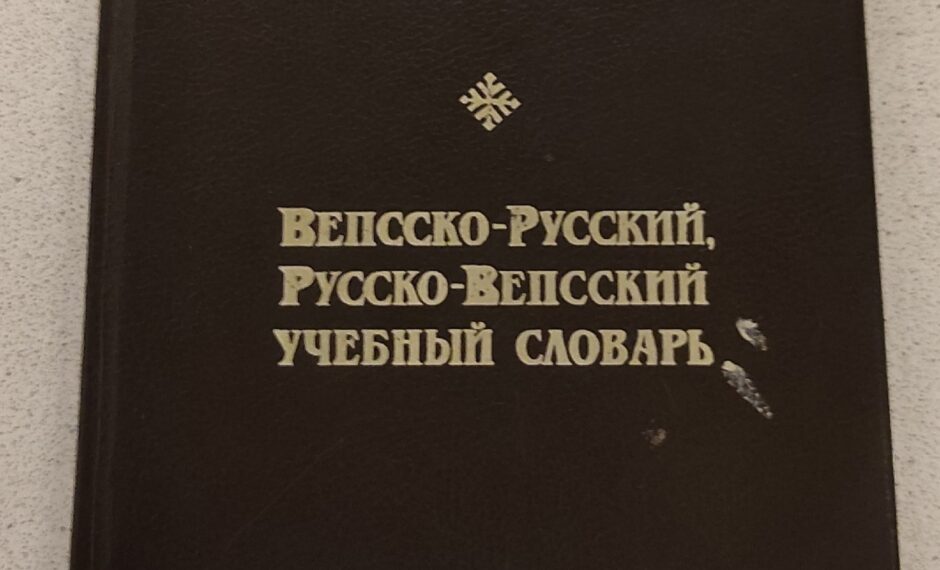 Вепсско-Русский,
Русско-Вепсский
учебный словарь